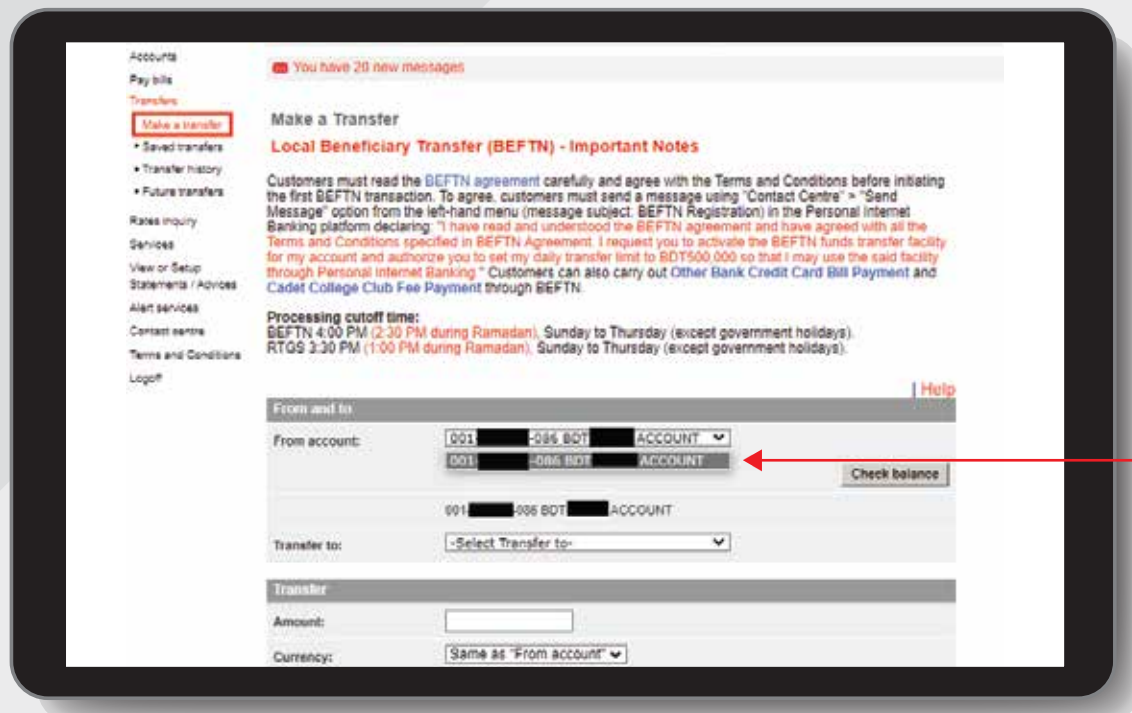 Accounts
Pay bills
Transfers
Make a transfer
• Saved transfers
• Transfer history
• Future transfers
Rates inquiry
Services
View or Setup
Statements / Advices
Alert services
Contact centre
Terms and Conditions
Logoff
You have 20 new messages
Make a Transfer
Local Beneficiary Transfer (BEFTN) - Important Notes
Customers must read the BEFTN agreement carefully and agree with the Terms and Conditions before initiating
the first BEFTN transaction. To agree, customers must send a message using "Contact Centre" > "Send
Message" option from the left-hand menu (message subject: BEFTN Registration) in the Personal Internet
Banking platform declaring: "I have read and understood the BEFTN agreement and have agreed with all the
Terms and Conditions specified in BEFTN Agreement. I request you to activate the BEFTN funds transfer facility
for my account and authorize you to set my daily transfer limit to BDT500,000 so that I may use the said facility
through Personal Internet Banking." Customers can also carry out Other Bank Credit Card Bill Payment and
Cadet College Club Fee Payment through BEFTN.
Processing cutoff time:
BEFTN 4:00 PM (2:30 PM during Ramadan), Sunday to Thursday (except government holidays).
RTGS 3:30 PM (1:00 PM during Ramadan), Sunday to Thursday (except government holidays).
| Help
From and to
From account: 001- -086 BDT ACCOUNT
001- -086 BDT ACCOUNT
Check balance
001- -086 BDT ACCOUNT
Transfer to: -Select Transfer to-
Transfer
Amount:
Currency: Same as "From account"